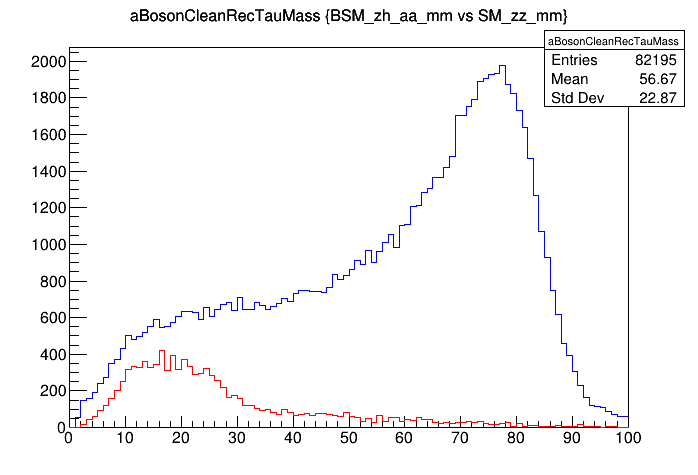 aBosonCleanRecTauMass {BSM_zh_aa_mm vs SM_zz_mm}
aBosonCleanRecTauMass
Entries 82195
Mean 56.67
Std Dev 22.87
2000
1800
1600
1400
1200
1000
800
600
400
200
0
0 10 20 30 40 50 60 70 80 90 100